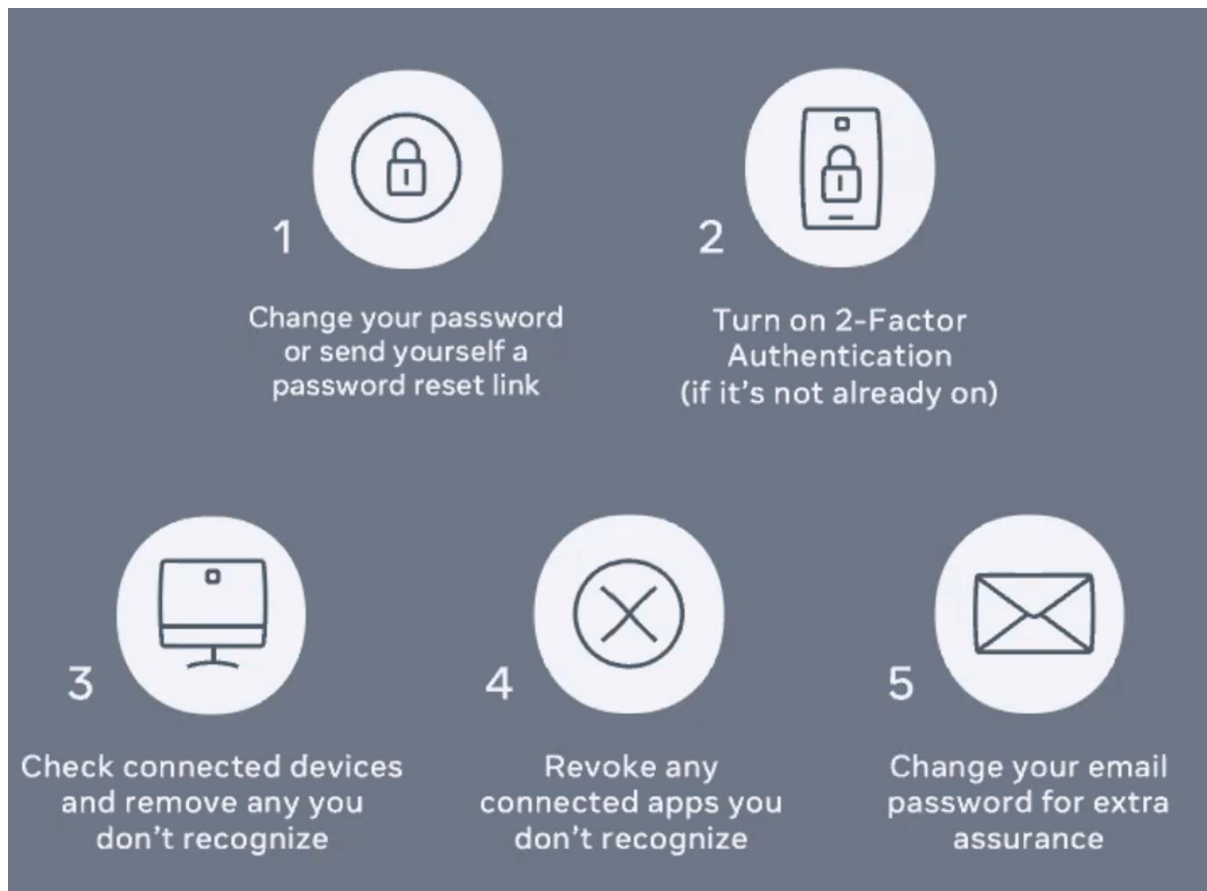 1
Change your password
or send yourself a
password reset link
2
Turn on 2-Factor
Authentication
(if it's not already on)
3
Check connected devices
and remove any you
don't recognize
4
Revoke any
connected apps you
don't recognize
5
Change your email
password for extra
assurance